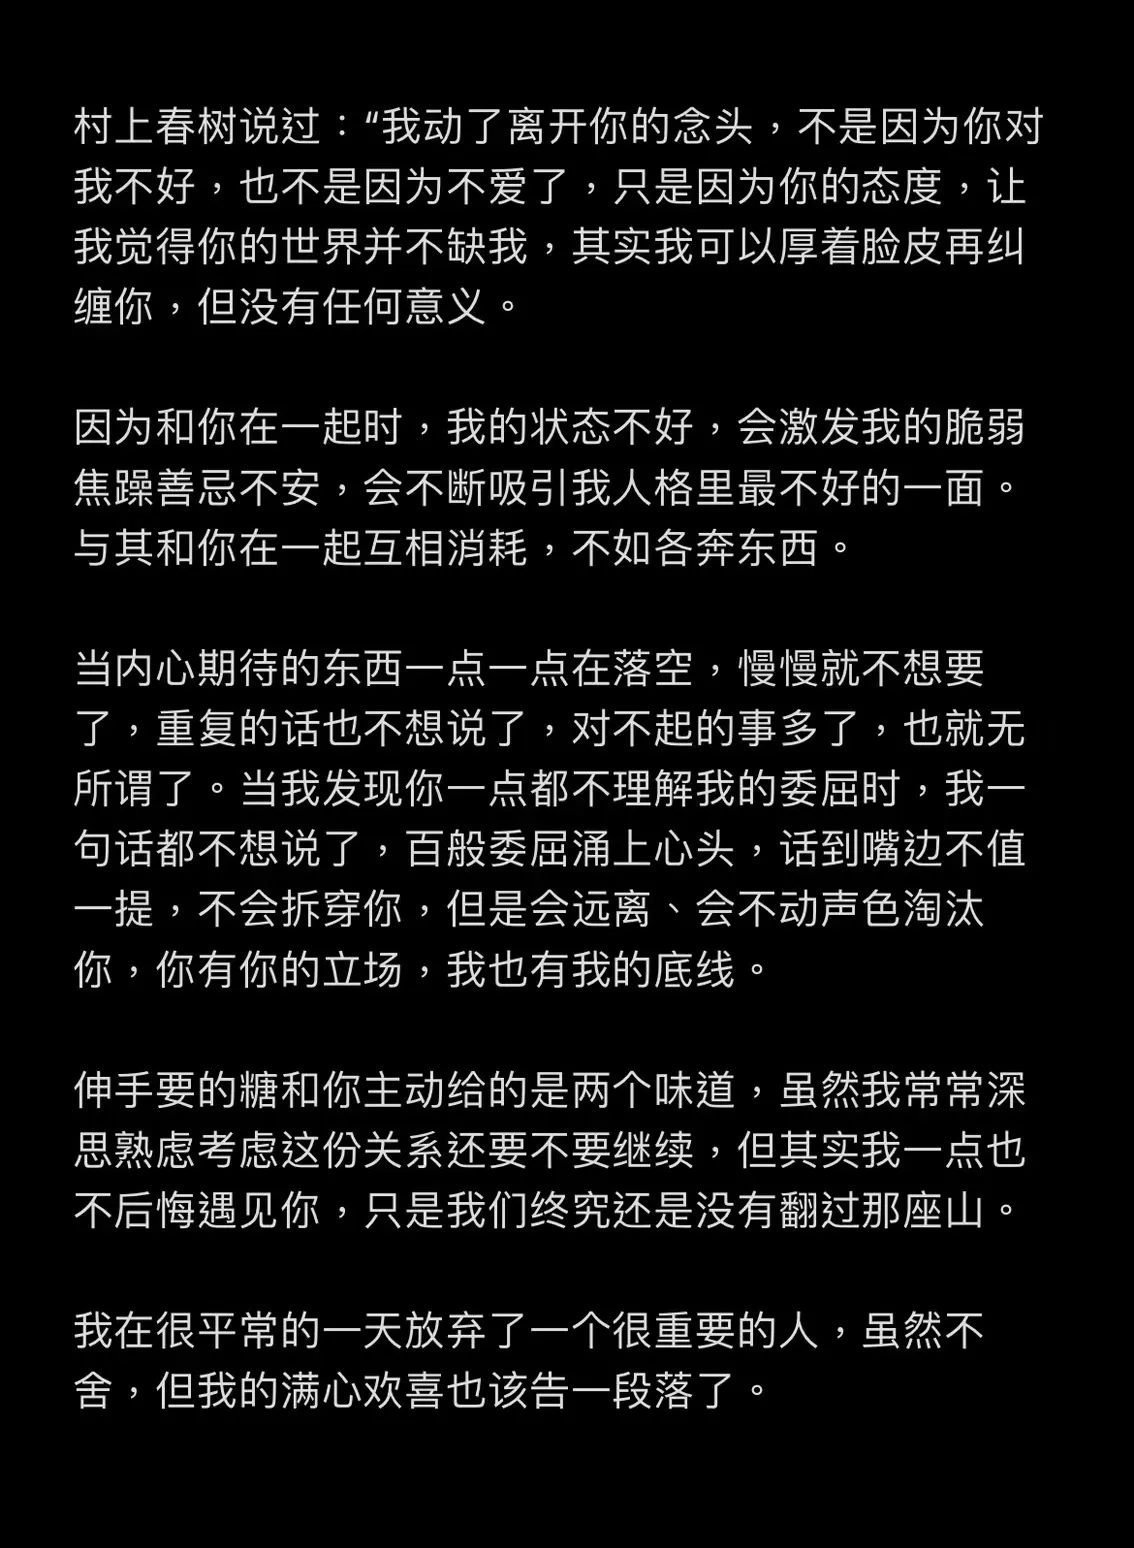 村上春树说过：“我动了离开你的念头，不是因为你对
我不好，也不是因为不爱了，只是因为你的态度，让
我觉得你的世界并不缺我，其实我可以厚着脸皮再纠
缠你，但没有任何意义。
因为和你在一起时，我的状态不好，会激发我的脆弱
焦躁善忌不安，会不断吸引我人格里最不好的一面。
与其和你在一起互相消耗，不如各奔东西。
当内心期待的东西一点一点在落空，慢慢就不想要
了，重复的话也不想说了，对不起的事多了，也就无
所谓了。当我发现你一点都不理解我的委屈时，我一
句话都不想说了，百般委屈涌上心头，话到嘴边不值
一提，不会拆穿你，但是会远离、会不动声色淘汰
你，你有你的立场，我也有我的底线。
伸手要的糖和你主动给的是两个味道，虽然我常常深
思熟虑考虑这份关系还要不要继续，但其实我一点也
不后悔遇见你，只是我们终究还是没有翻过那座山。
我在很平常的一天放弃了一个很重要的人，虽然不
舍，但我的满心欢喜也该告一段落了。